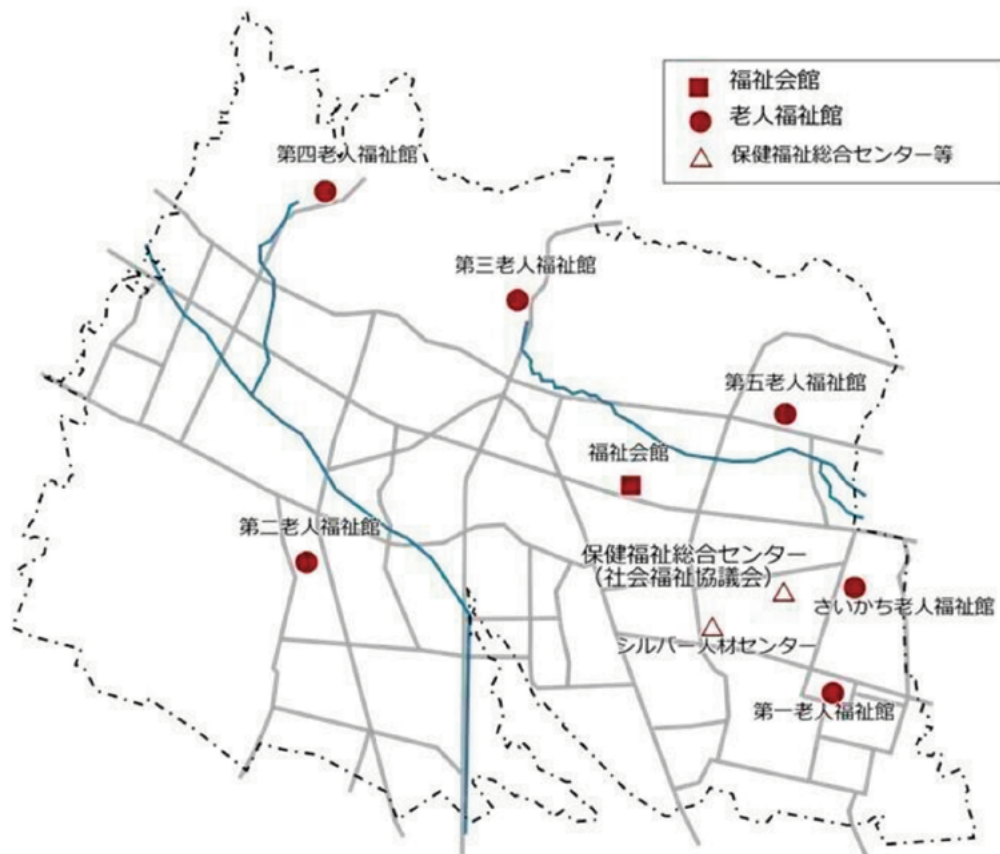 福祉会館
老人福祉館
保健福祉総合センター等
第四老人福祉館
第三老人福祉館
第五老人福祉館
福祉会館
第二老人福祉館
保健福祉総合センター
(社会福祉協議会)
さいかち老人福祉館
シルバー人材センター
第一老人福祉館